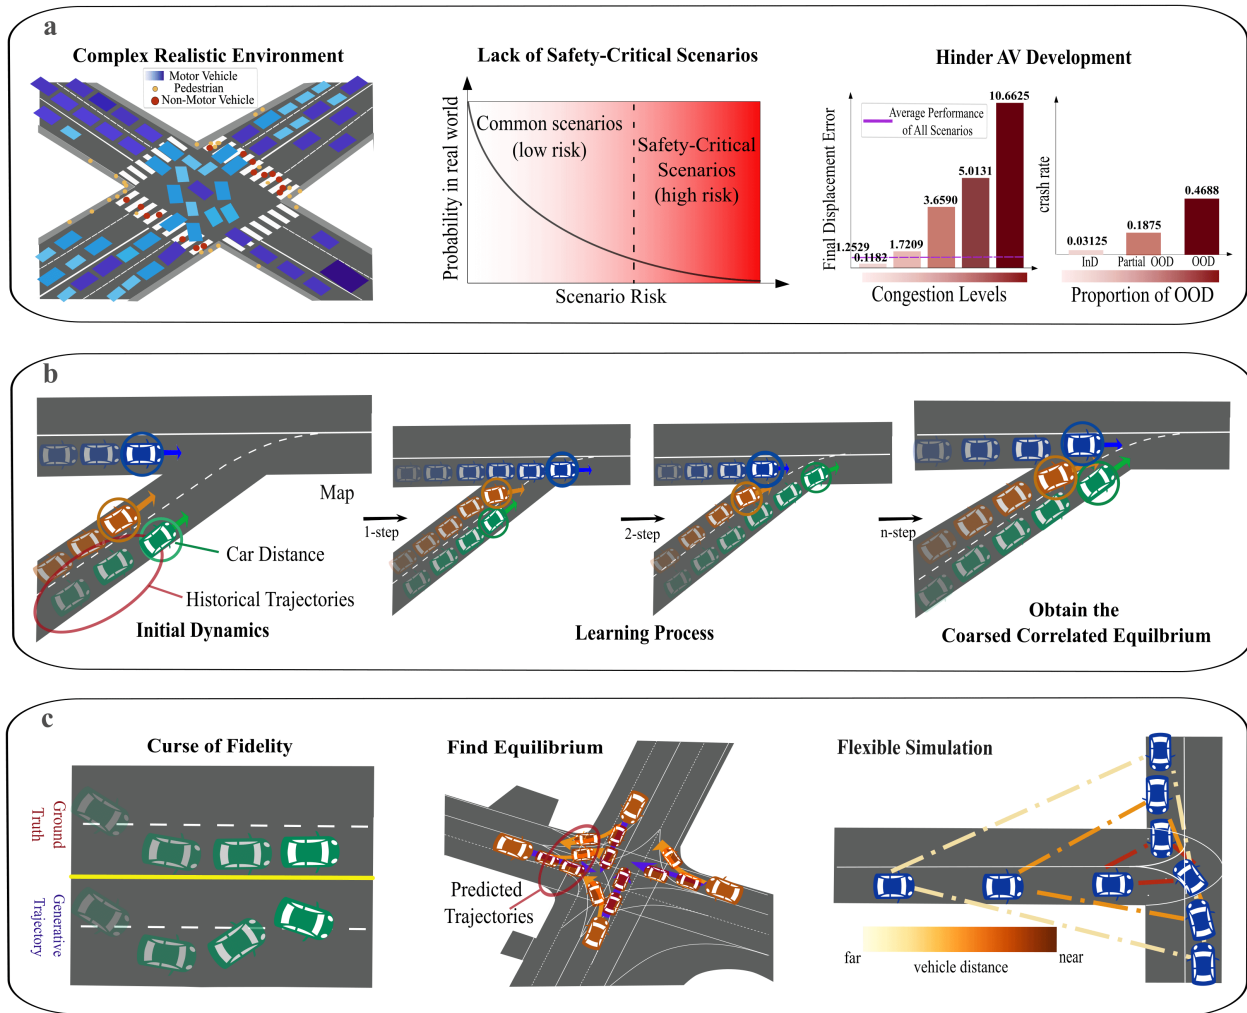 a
Complex Realistic Environment
Motor Vehicle
Pedestrian
Non-Motor Vehicle
Lack of Safety-Critical Scenarios
Probability in real world
Common scenarios
(low risk)
Safety-Critical
Scenarios
(high risk)
Scenario Risk
Hinder AV Development
Final Displacement Error
Average Performance
of All Scenarios
1.2529
0.1182
1.7209
3.6590
5.0131
10.6625
Congestion Levels
crash rate
0.03125
0.1875
0.4688
InD
Partial OOD
OOD
Proportion of OOD
b
Map
Car Distance
Historical Trajectories
Initial Dynamics
1-step
2-step
n-step
Learning Process
Obtain the
Coarsed Correlated Equilbrium
c
Curse of Fidelity
Ground
Truth
Generative
Trajectory
Find Equilibrium
Predicted
Trajectories
Flexible Simulation
far
vehicle distance
near